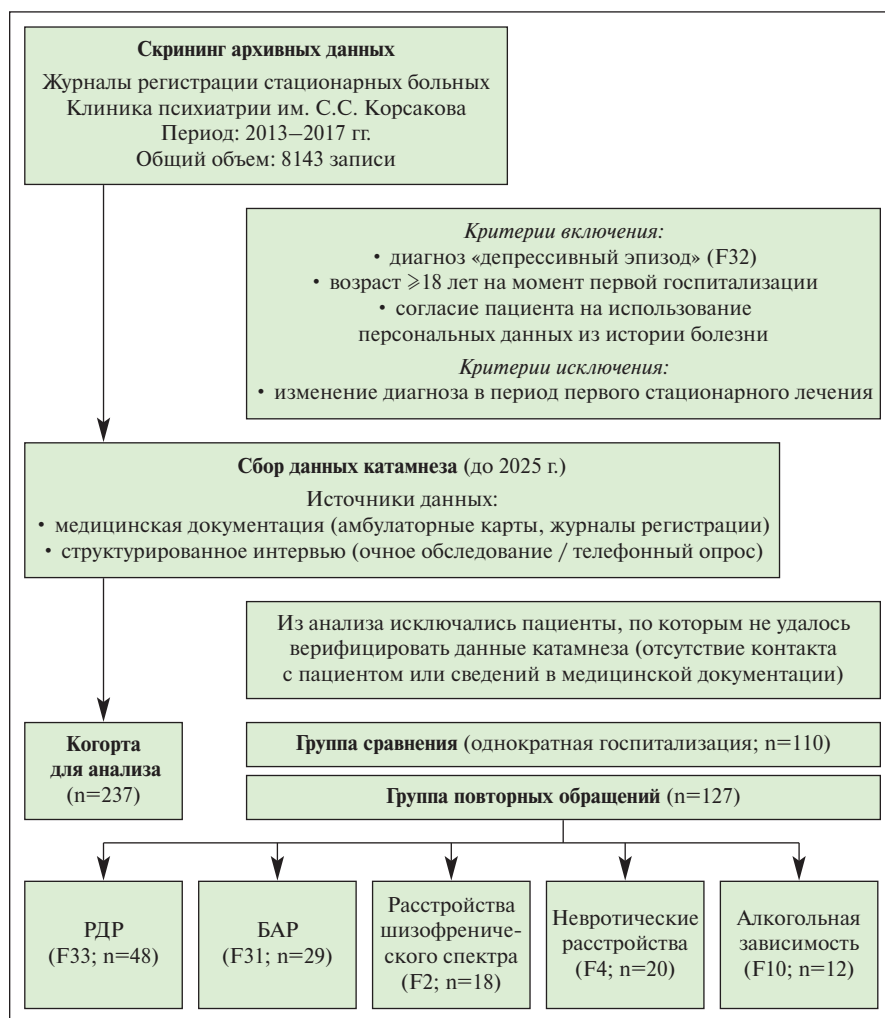 Скрининг архивных данных
Журналы регистрации стационарных больных
Клиника психиатрии им. С.С. Корсакова
Период: 2013–2017 гг.
Общий объем: 8143 записи
Критерии включения:
• диагноз «депрессивный эпизод» (F32)
• возраст ⩾18 лет на момент первой госпитализации
• согласие пациента на использование
персональных данных из истории болезни
Критерии исключения:
• изменение диагноза в период первого стационарного лечения
Сбор данных катамнеза (до 2025 г.)
Источники данных:
• медицинская документация (амбулаторные карты, журналы регистрации)
• структурированное интервью (очное обследование / телефонный опрос)
Из анализа исключались пациенты, по которым не удалось
верифицировать данные катамнеза (отсутствие контакта
с пациентом или сведений в медицинской документации)
Когорта
для анализа
(n=237)
Группа сравнения (однократная госпитализация; n=110)
Группа повторных обращений (n=127)
РДР
(F33; n=48)
БАР
(F31; n=29)
Расстройства
шизофрениче-
ского спектра
(F2; n=18)
Невротические
расстройства
(F4; n=20)
Алкогольная
зависимость
(F10; n=12)